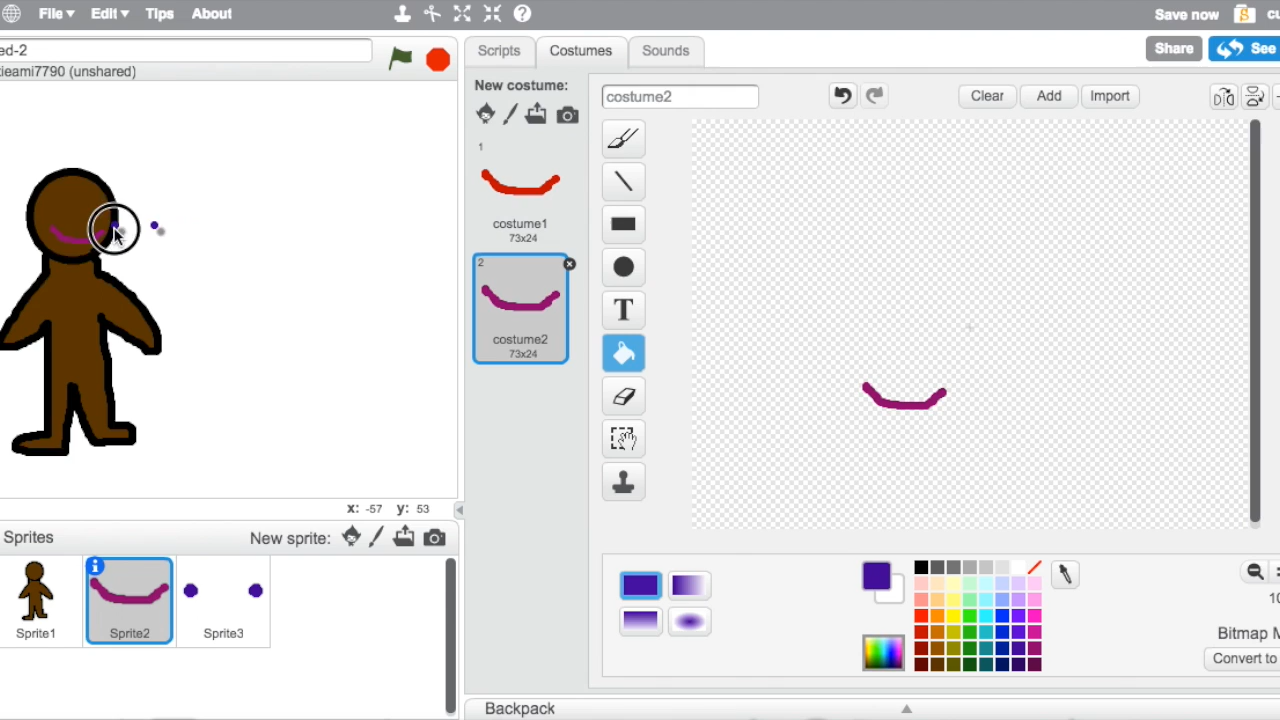 File▼ Edit▼ Tips About
Save now
ed-2
ieami7790 (unshared)
Scripts Costumes Sounds
Share See
New costume:
costume2
Clear Add Import
1
costume1
73x24
2
costume2
73x24
T
x: -57 y: 53
Sprites New sprite:
Sprite1 Sprite2 Sprite3
10
Bitmap M
Convert to
Backpack